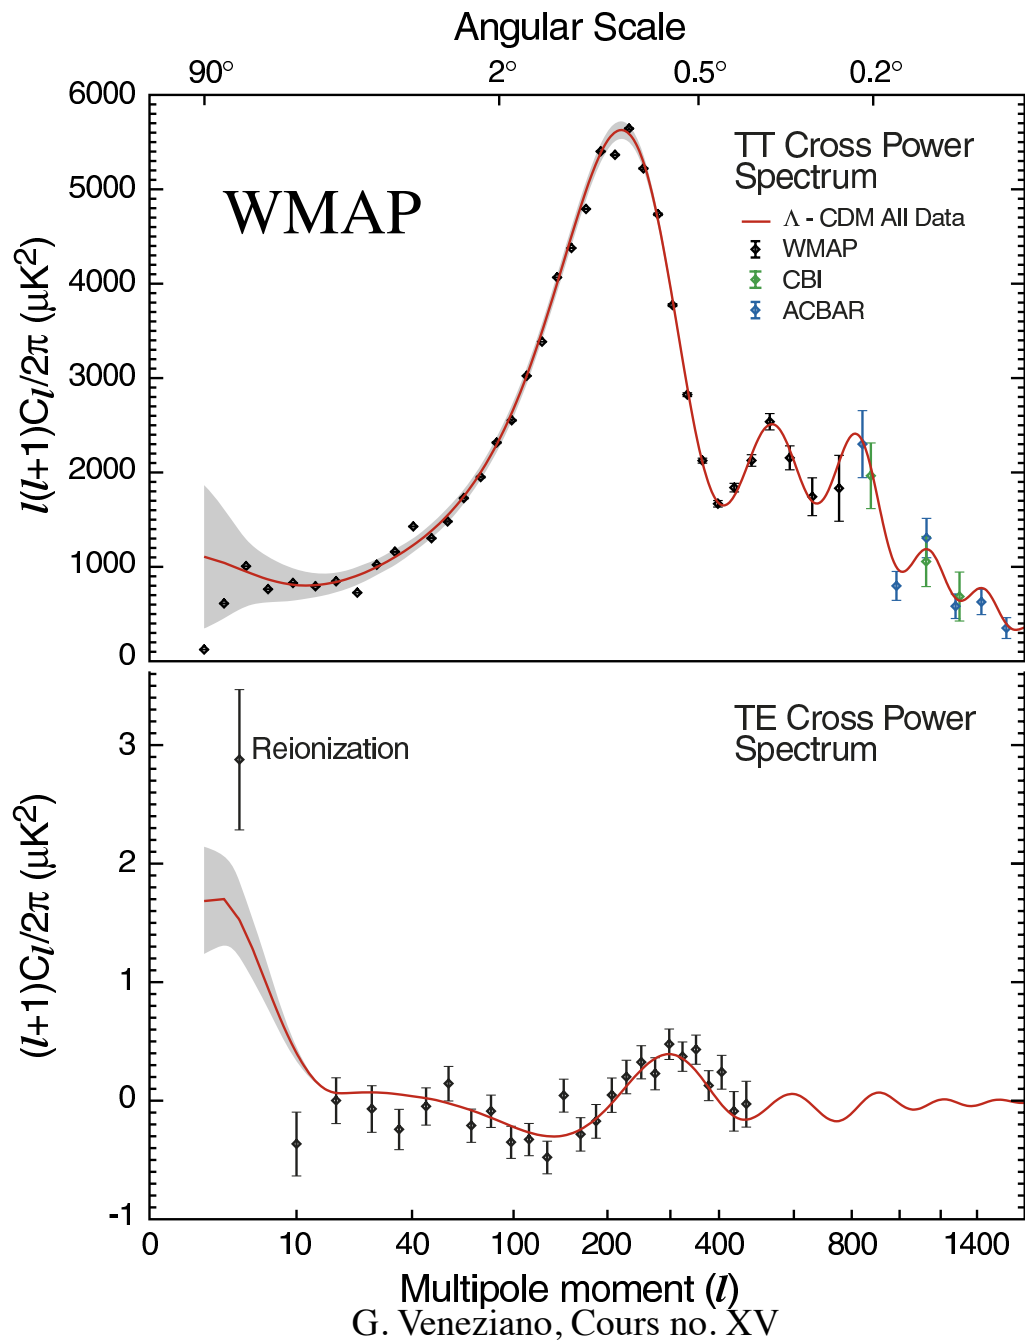 Angular Scale
90° 2° 0.5° 0.2°
6000
5000
4000
3000
2000
1000
0
l(l+1)Cl/2π (μK²)
WMAP
TT Cross Power
Spectrum
Λ - CDM All Data
WMAP
CBI
ACBAR
3
2
1
0
-1
(l+1)Cl/2π (μK²)
Reionization
TE Cross Power
Spectrum
0 10 40 100 200 400 800 1400
Multipole moment (l)
G. Veneziano, Cours no. XV